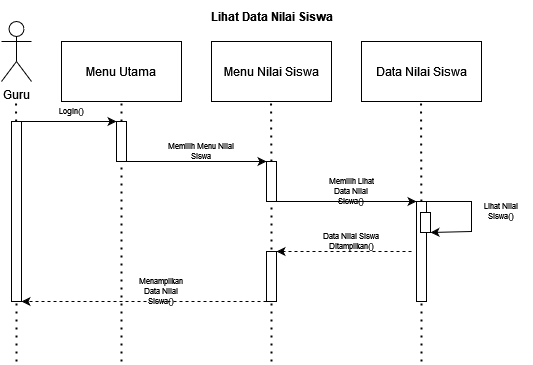 Lihat Data Nilai Siswa
Guru
Menu Utama
Menu Nilai Siswa
Data Nilai Siswa
Login()
Memilih Menu Nilai
Siswa
Memilih Lihat
Data Nilai
Siswa()
Lihat Nilai
Siswa()
Data Nilai Siswa
Ditampilkan()
Menampilkan
Data Nilai
Siswa()